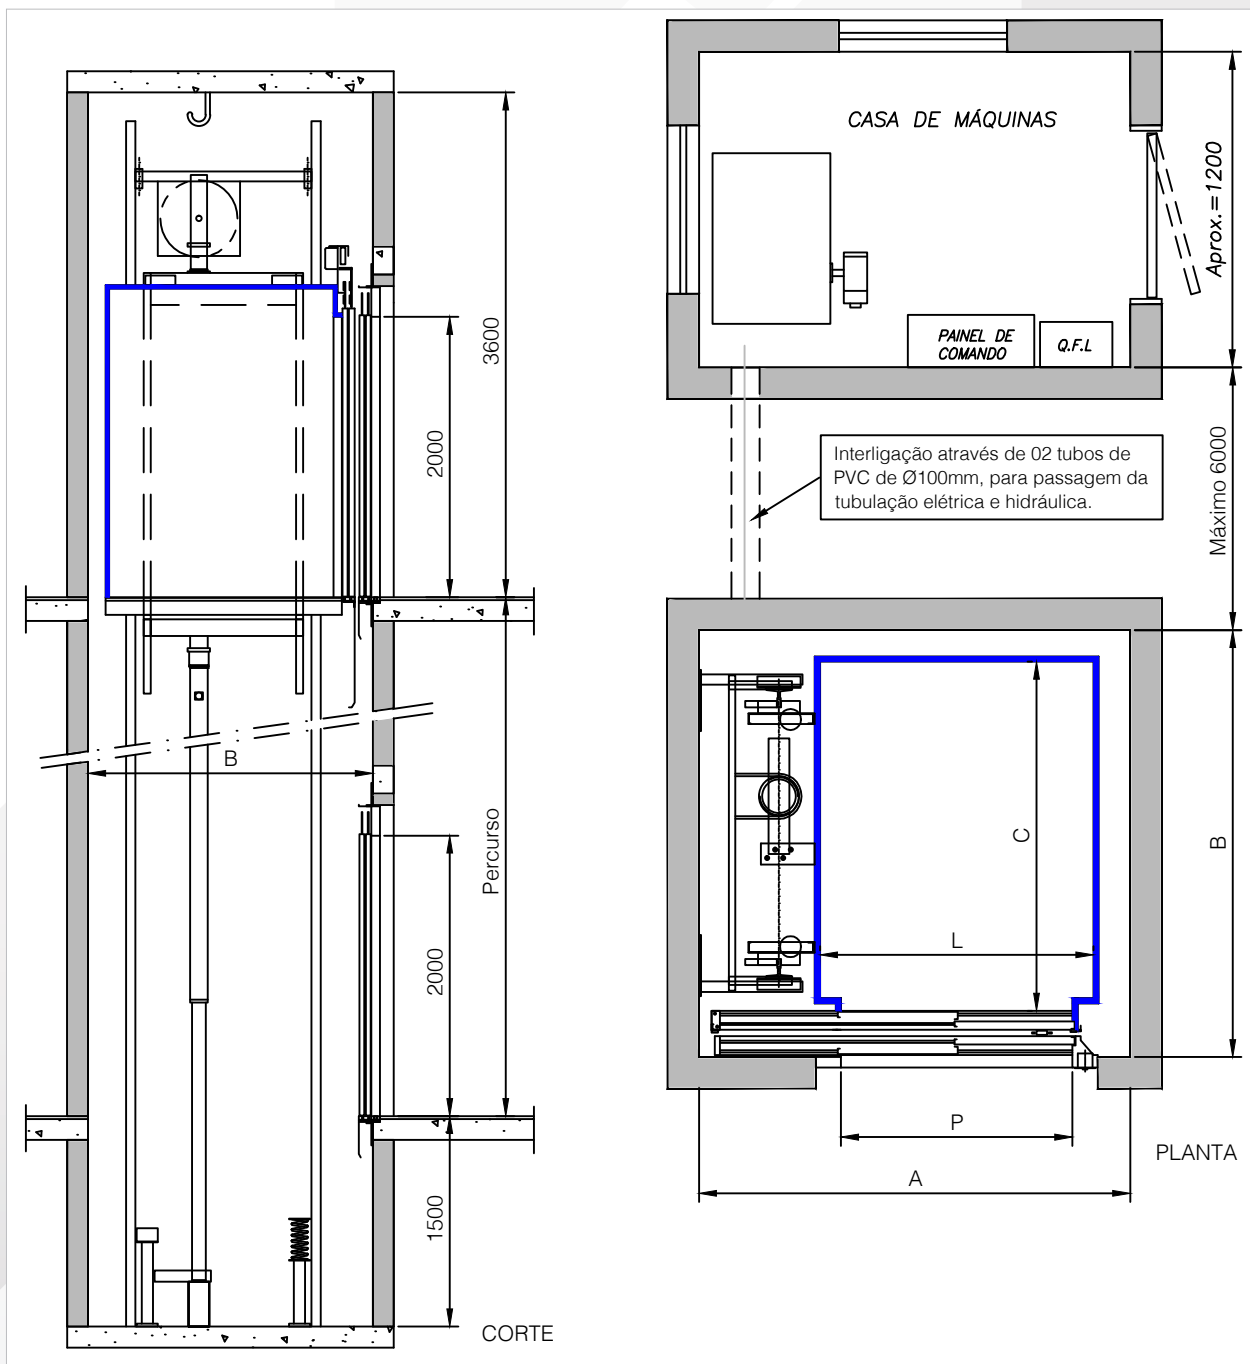 3600
2000
B
Percurso
2000
1500
CORTE
CASA DE MÁQUINAS
Aprox.=1200
PAINEL DE
COMANDO
Q.F.L
Máximo 6000
Interligação através de 02 tubos de
PVC de Ø100mm, para passagem da
tubulação elétrica e hidráulica.
C
B
L
P
A
PLANTA